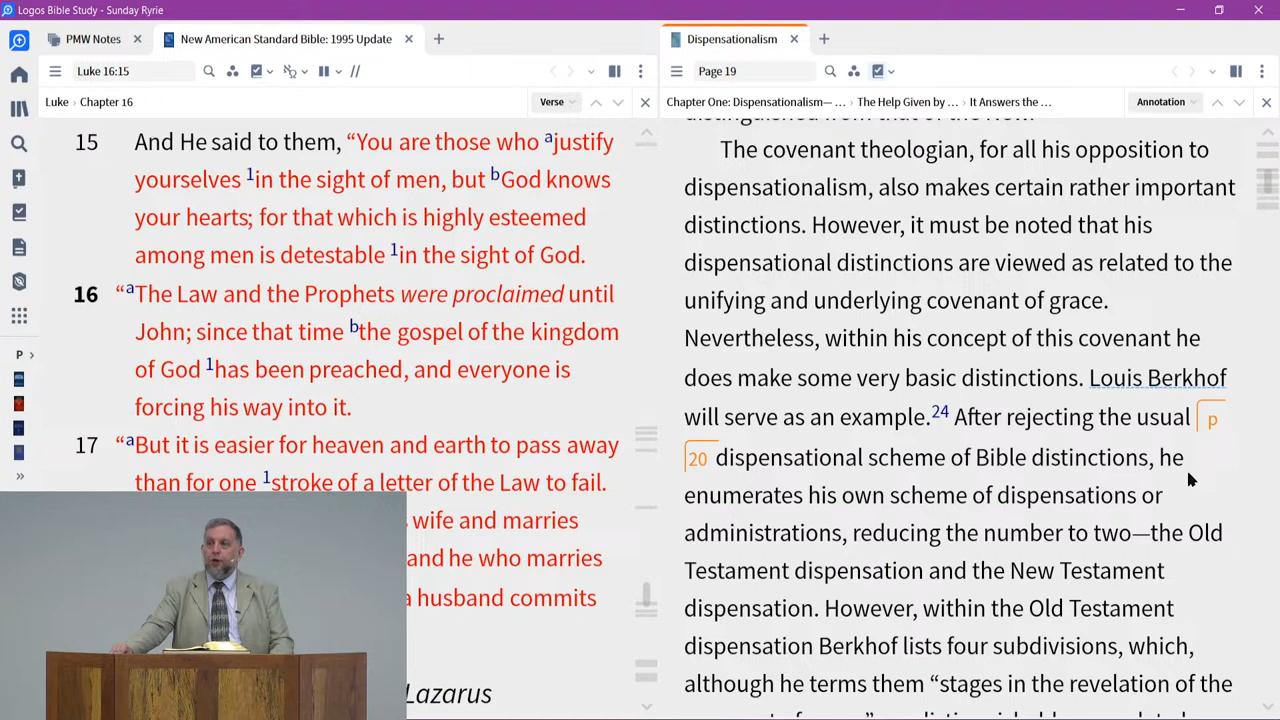 Logos Bible Study - Sunday Ryrie
PMW Notes
New American Standard Bible: 1995 Update
Luke 16:15
Luke › Chapter 16
Verse
15 And He said to them, “You are those who ajustify
yourselves 1in the sight of men, but bGod knows
your hearts; for that which is highly esteemed
among men is detestable 1in the sight of God.
16 “aThe Law and the Prophets were proclaimed until
John; since that time bthe gospel of the kingdom
of God 1has been preached, and everyone is
forcing his way into it.
17 “aBut it is easier for heaven and earth to pass away
than for one 1stroke of a letter of the Law to fail.
wife and marries
and he who marries
a husband commits
Lazarus
P
Dispensationalism
Page 19
Chapter One: Dispensationalism— ... › The Help Given by ... › It Answers the ...
Annotation
The covenant theologian, for all his opposition to
dispensationalism, also makes certain rather important
distinctions. However, it must be noted that his
dispensational distinctions are viewed as related to the
unifying and underlying covenant of grace.
Nevertheless, within his concept of this covenant he
does make some very basic distinctions. Louis Berkhof
will serve as an example.24 After rejecting the usual p
20 dispensational scheme of Bible distinctions, he
enumerates his own scheme of dispensations or
administrations, reducing the number to two—the Old
Testament dispensation and the New Testament
dispensation. However, within the Old Testament
dispensation Berkhof lists four subdivisions, which,
although he terms them “stages in the revelation of the